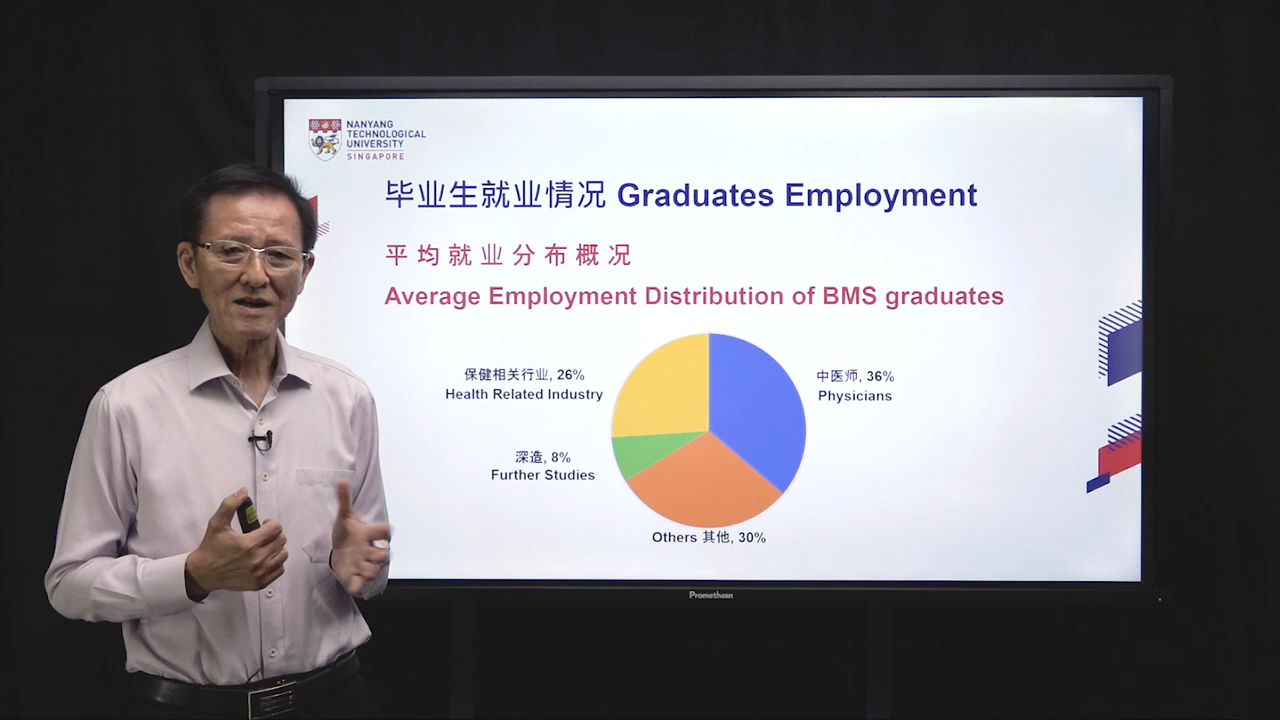 NANYANG
TECHNOLOGICAL
UNIVERSITY
SINGAPORE
毕业生就业情况 Graduates Employment
平均就业分布概况
Average Employment Distribution of BMS graduates
保健相关行业, 26%
Health Related Industry
中医师, 36%
Physicians
深造, 8%
Further Studies
Others 其他, 30%
Promethean